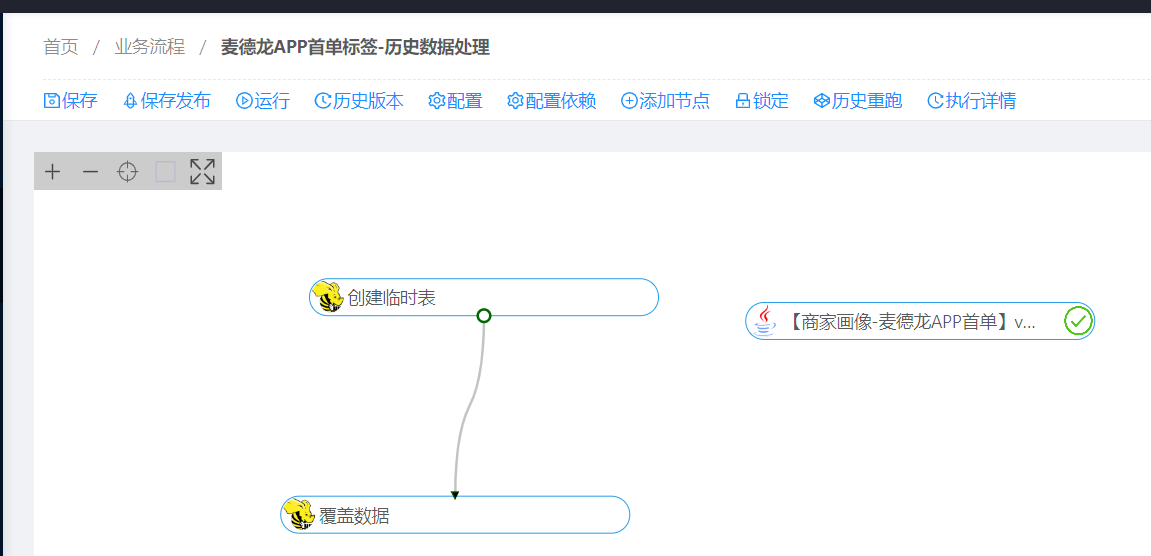 首页 / 业务流程 / 麦德龙APP首单标签-历史数据处理
保存 保存发布 运行 历史版本 配置 配置依赖 添加节点 锁定 历史重跑 执行详情
创建临时表
【商家画像-麦德龙APP首单】v...
覆盖数据